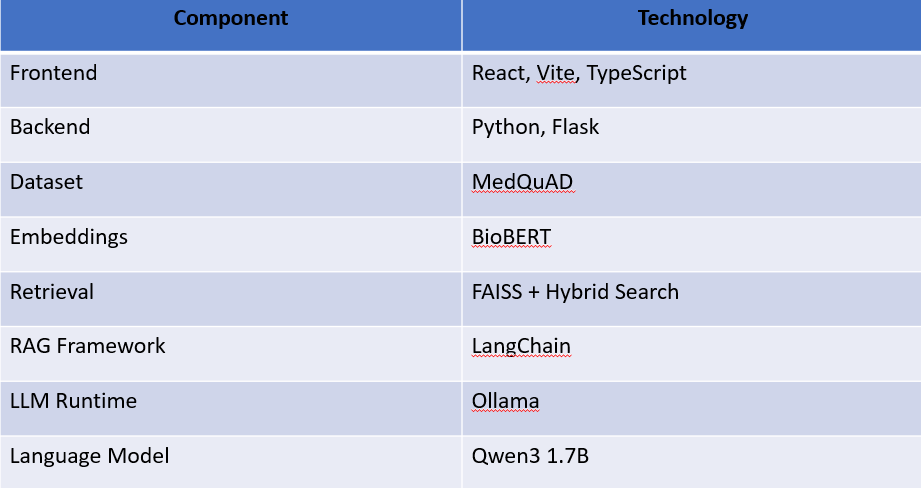 Component Technology
Frontend React, Vite, TypeScript
Backend Python, Flask
Dataset MedQuAD
Embeddings BioBERT
Retrieval FAISS + Hybrid Search
RAG Framework LangChain
LLM Runtime Ollama
Language Model Qwen3 1.7B